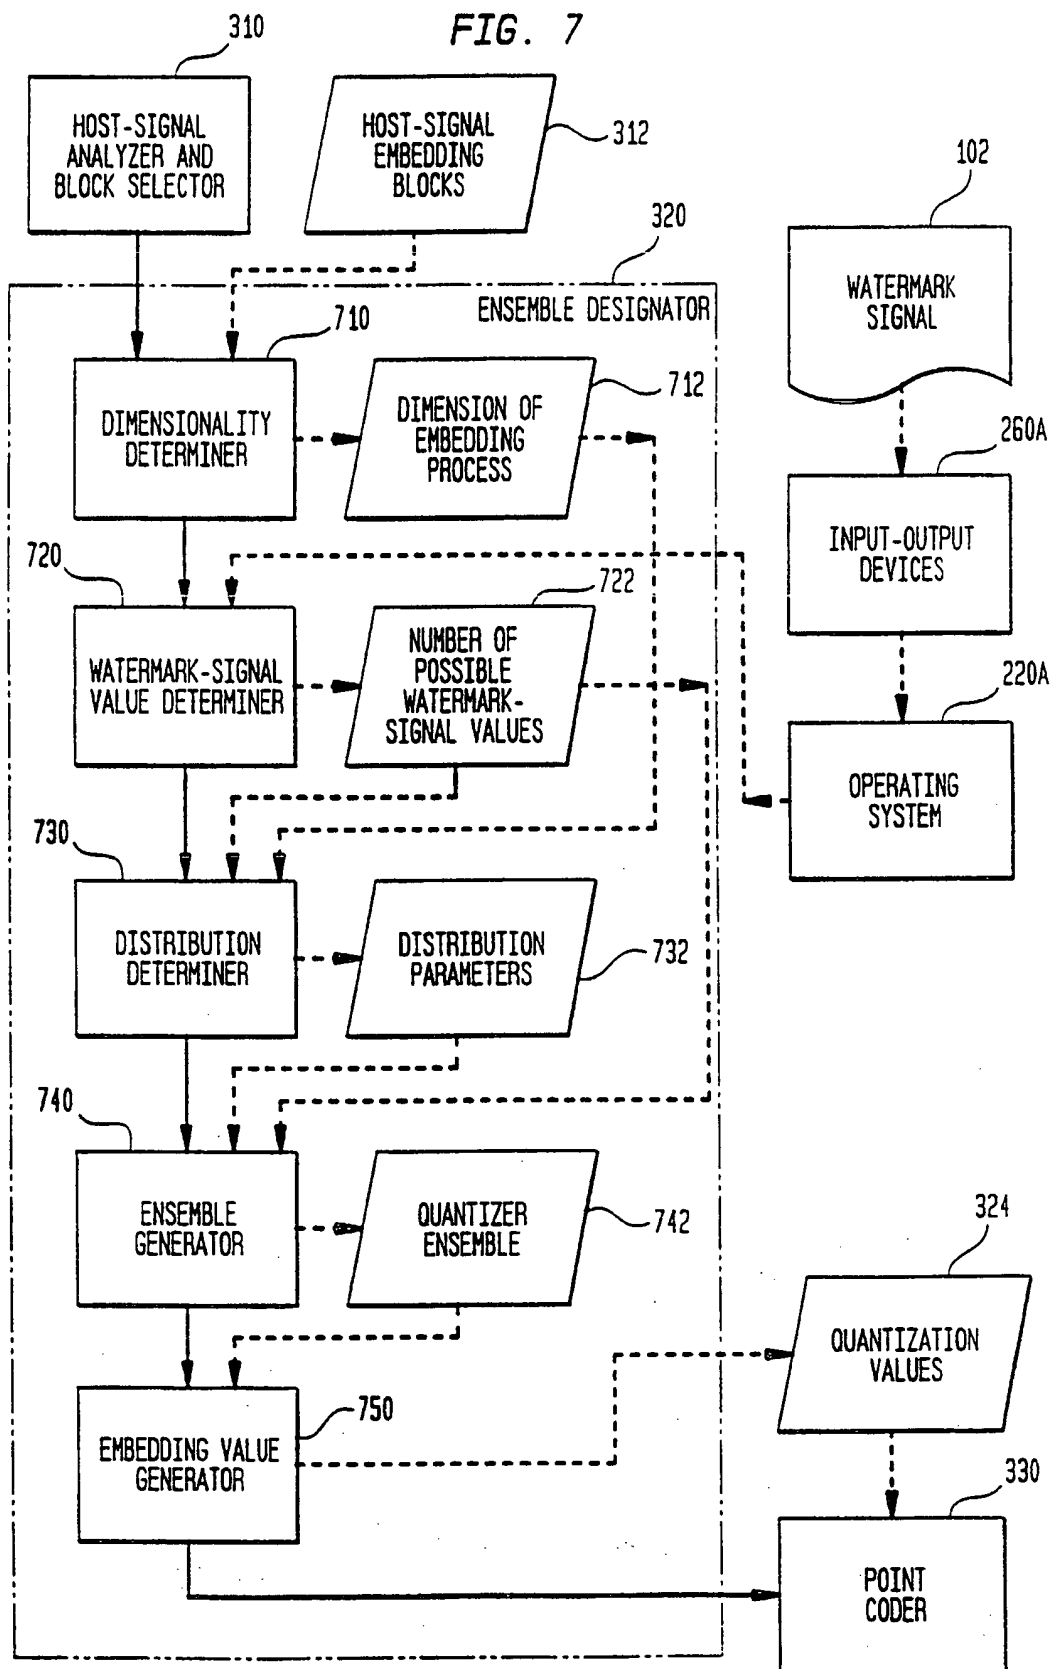 FIG. 7
310
HOST-SIGNAL
ANALYZER AND
BLOCK SELECTOR
HOST-SIGNAL
EMBEDDING
BLOCKS
312
102
WATERMARK
SIGNAL
320
ENSEMBLE DESIGNATOR
710
DIMENSIONALITY
DETERMINER
DIMENSION OF
EMBEDDING
PROCESS
712
260A
INPUT-OUTPUT
DEVICES
720
WATERMARK-SIGNAL
VALUE DETERMINER
722
NUMBER OF
POSSIBLE
WATERMARK-
SIGNAL VALUES
220A
OPERATING
SYSTEM
730
DISTRIBUTION
DETERMINER
DISTRIBUTION
PARAMETERS
732
740
ENSEMBLE
GENERATOR
QUANTIZER
ENSEMBLE
742
324
QUANTIZATION
VALUES
750
EMBEDDING VALUE
GENERATOR
330
POINT
CODER